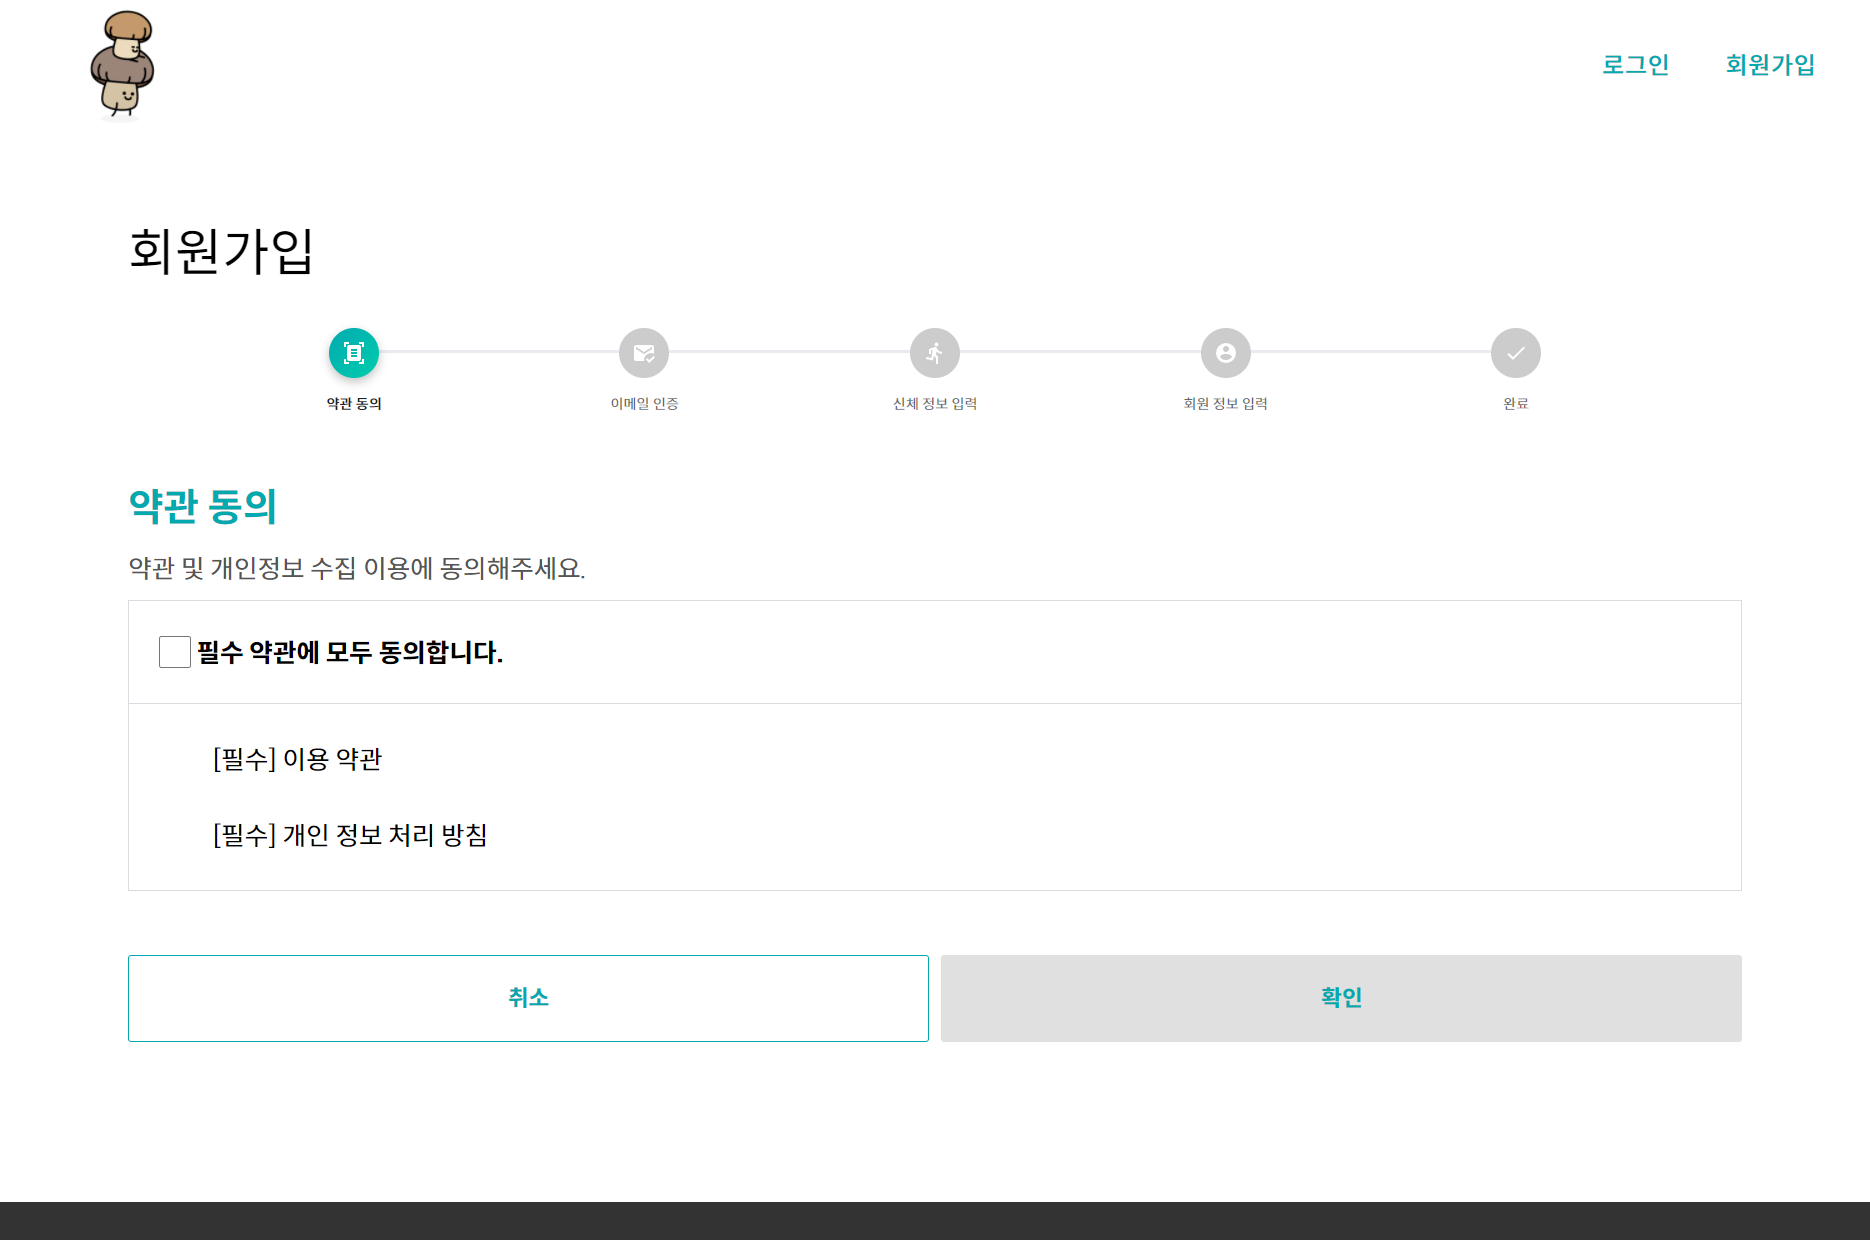 로그인 회원가입
회원가입
약관 동의 이메일 인증 신체 정보 입력 회원 정보 입력 완료
약관 동의
약관 및 개인정보 수집 이용에 동의해주세요.
필수 약관에 모두 동의합니다.
[필수] 이용 약관
[필수] 개인 정보 처리 방침
취소 확인